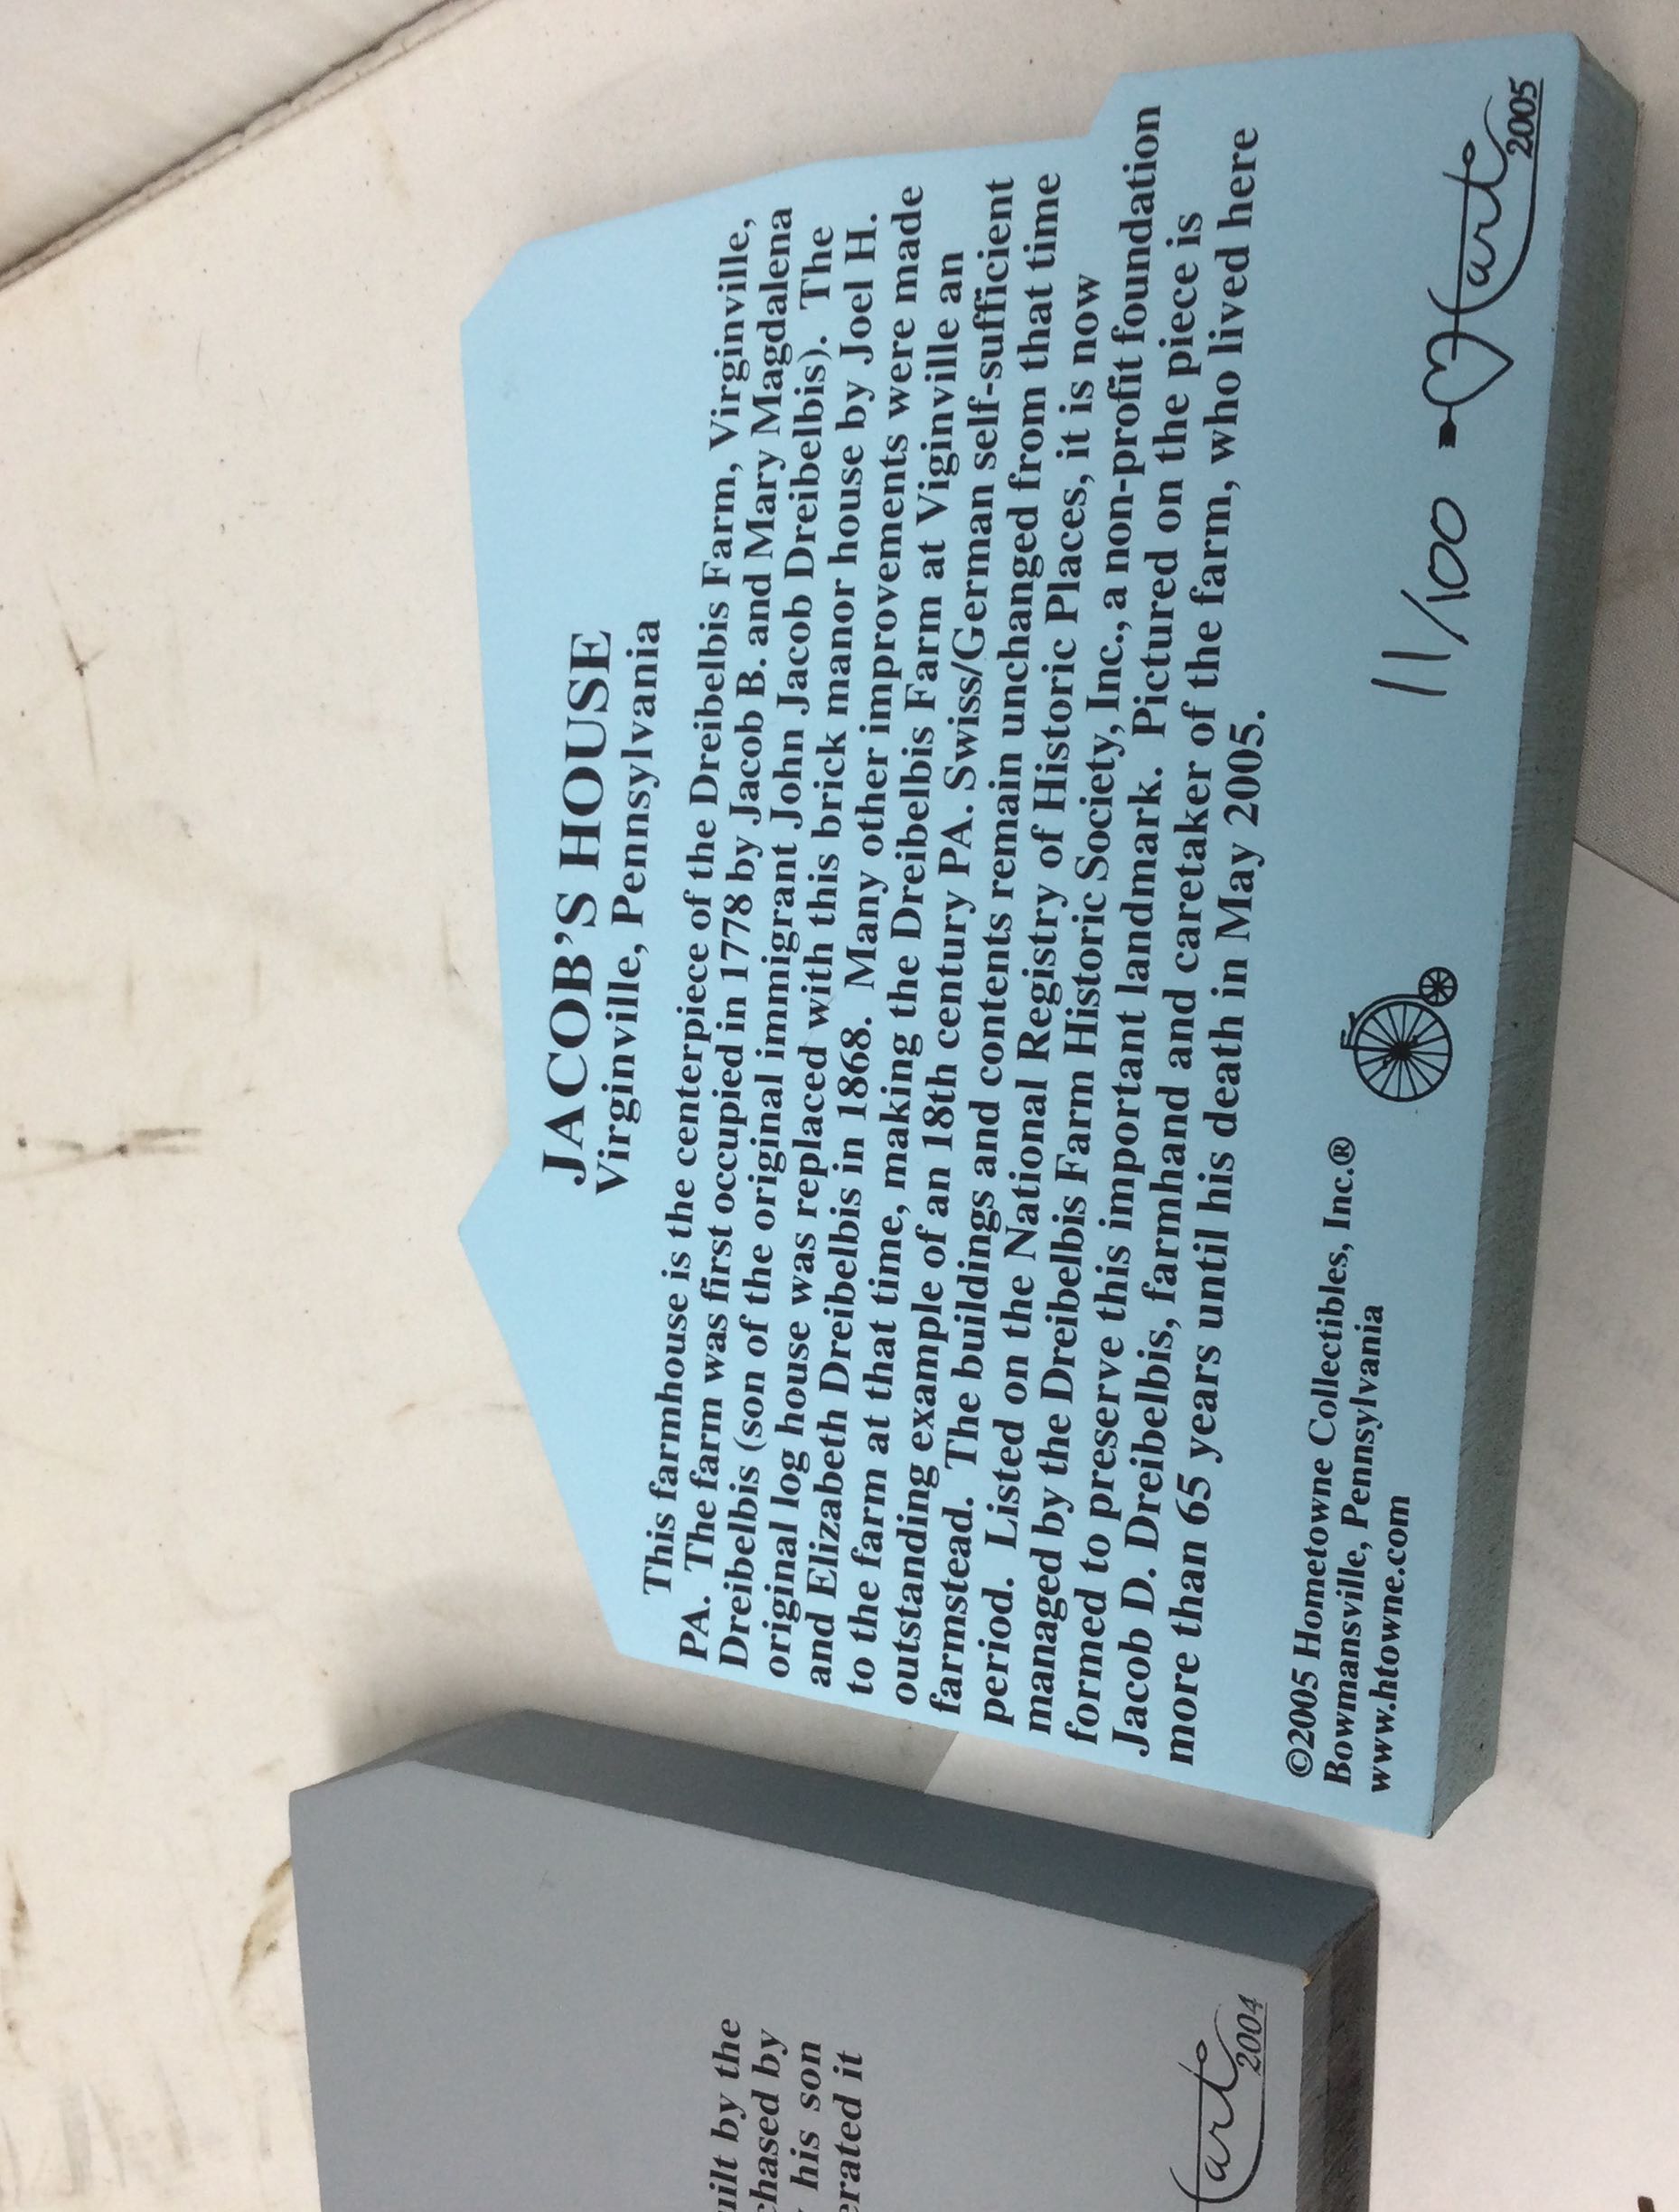 JACOB'S HOUSE
Virginville, Pennsylvania
This farmhouse is the centerpiece of the Dreibelbis Farm, Virginville,
PA. The farm was first occupied in 1778 by Jacob B. and Mary Magdalena
Dreibelbis (son of the original immigrant John Jacob Dreibelbis). The
original log house was replaced with this brick manor house by Joel H.
and Elizabeth Dreibelbis in 1868. Many other improvements were made
to the farm at that time, making the Dreibelbis Farm at Viginville an
outstanding example of an 18th century PA. Swiss/German self-sufficient
farmstead. The buildings and contents remain unchanged from that time
period. Listed on the National Registry of Historic Places, it is now
managed by the Dreibelbis Farm Historic Society, Inc., a non-profit foundation
formed to preserve this important landmark. Pictured on the piece is
Jacob D. Dreibelbis, farmhand and caretaker of the farm, who lived here
more than 65 years until his death in May 2005.
©2005 Hometowne Collectibles, Inc.®
Bowmansville, Pennsylvania
www.htowne.com
11/100
Harto
2005
uilt by the
chased by
his son
erated it
arto
2004